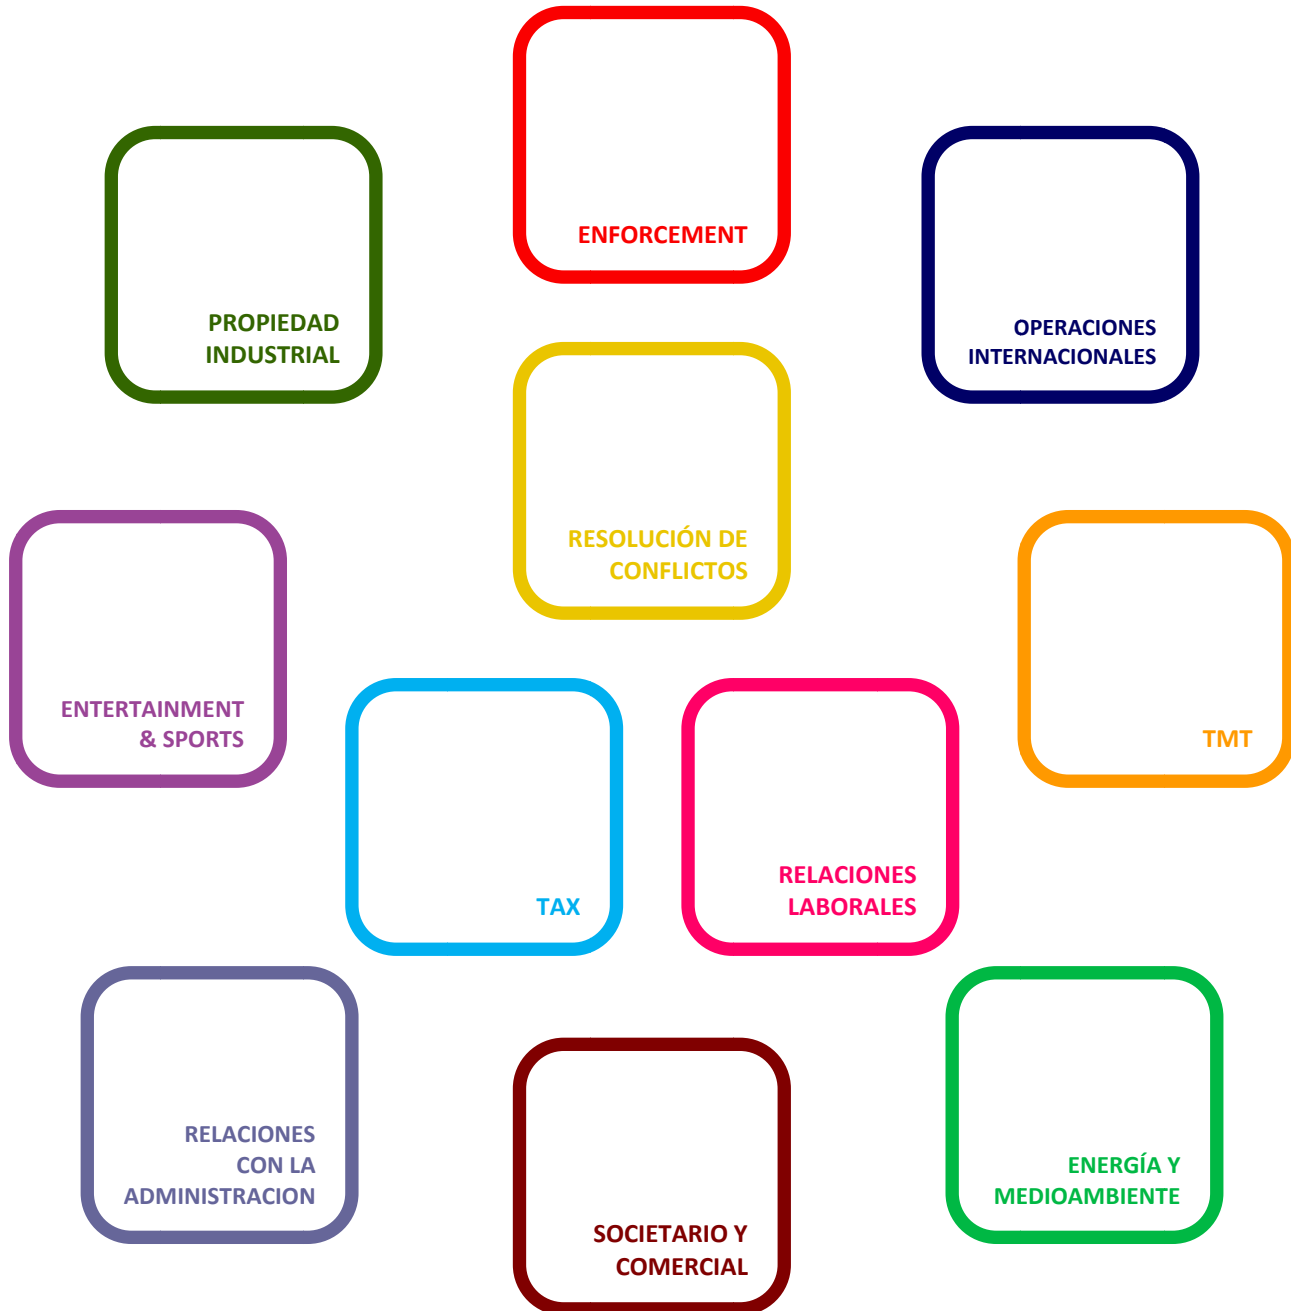 ENFORCEMENT
PROPIEDAD
INDUSTRIAL
OPERACIONES
INTERNACIONALES
RESOLUCIÓN DE
CONFLICTOS
ENTERTAINMENT
& SPORTS
TMT
TAX
RELACIONES
LABORALES
RELACIONES
CON LA
ADMINISTRACION
ENERGÍA Y
MEDIOAMBIENTE
SOCIETARIO Y
COMERCIAL